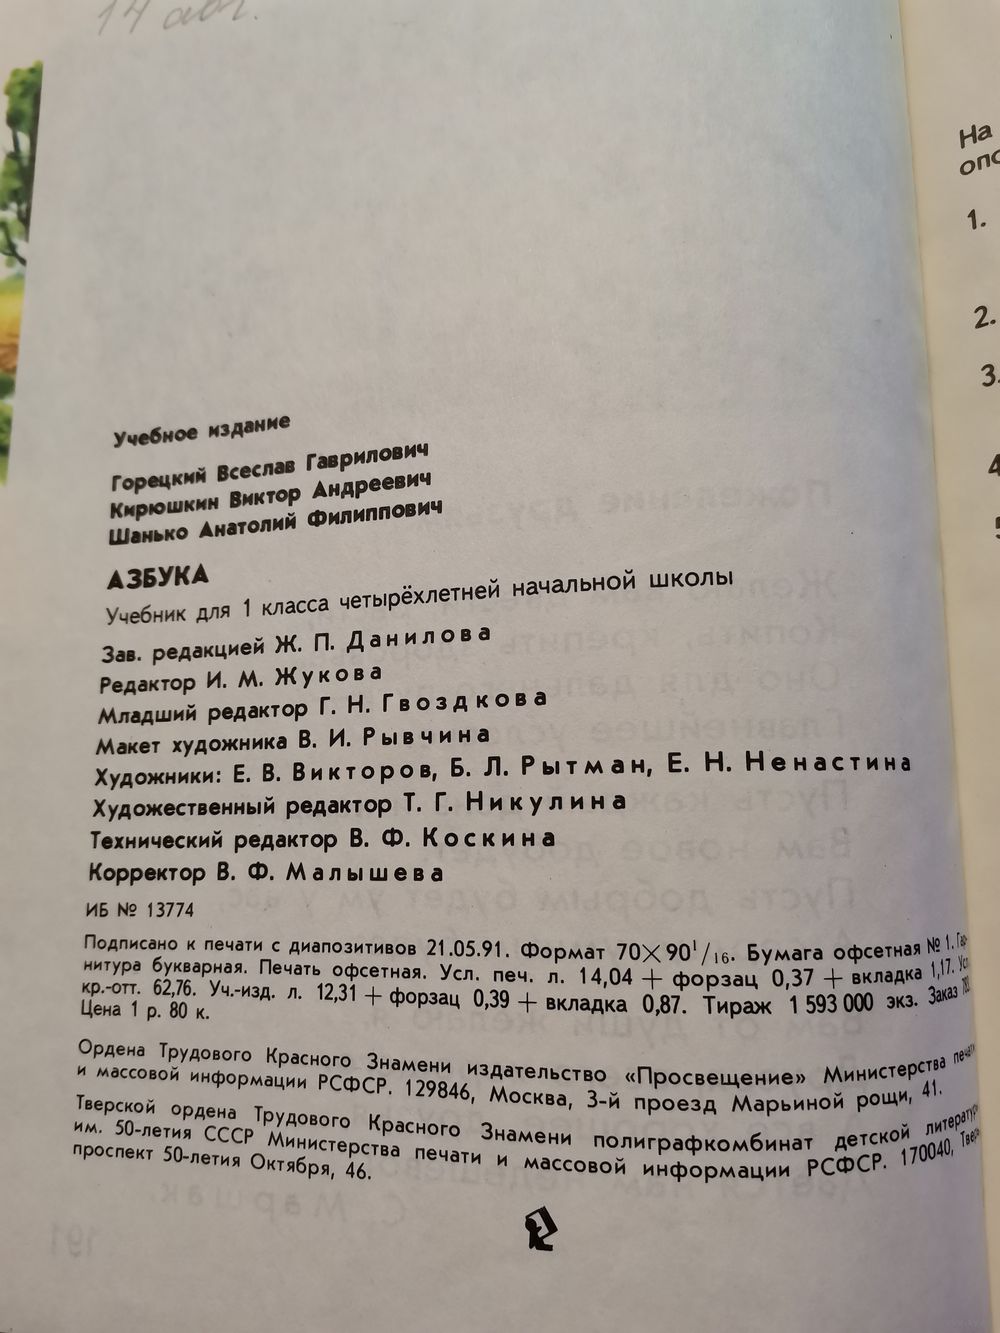 14 авг.
Учебное издание
Горецкий Всеслав Гаврилович
Кирюшкин Виктор Андреевич
Шанько Анатолий Филиппович
АЗБУКА
Учебник для 1 класса четырёхлетней начальной школы
Зав. редакцией Ж. П. Данилова
Редактор И. М. Жукова
Младший редактор Г. Н. Гвоздкова
Макет художника В. И. Рывчина
Художники: Е. В. Викторов, Б. Л. Рытман, Е. Н. Ненастина
Художественный редактор Т. Г. Никулина
Технический редактор В. Ф. Коскина
Корректор В. Ф. Малышева
ИБ № 13774
Подписано к печати с диапозитивов 21.05.91. Формат 70×90¹/₁₆. Бумага офсетная № 1. Гар-
нитура букварная. Печать офсетная. Усл. печ. л. 14,04 + форзац 0,37 + вкладка 1,17. Усл.
кр.-отт. 62,76. Уч.-изд. л. 12,31 + форзац 0,39 + вкладка 0,87. Тираж 1 593 000 экз. Заказ
Цена 1 р. 80 к.
Ордена Трудового Красного Знамени издательство «Просвещение» Министерства печати
и массовой информации РСФСР. 129846, Москва, 3-й проезд Марьиной рощи, 41.
Тверской ордена Трудового Красного Знамени полиграфкомбинат детской литературы
им. 50-летия СССР Министерства печати и массовой информации РСФСР. 170040, Тверь,
проспект 50-летия Октября, 46.
На
1.
2.
3.